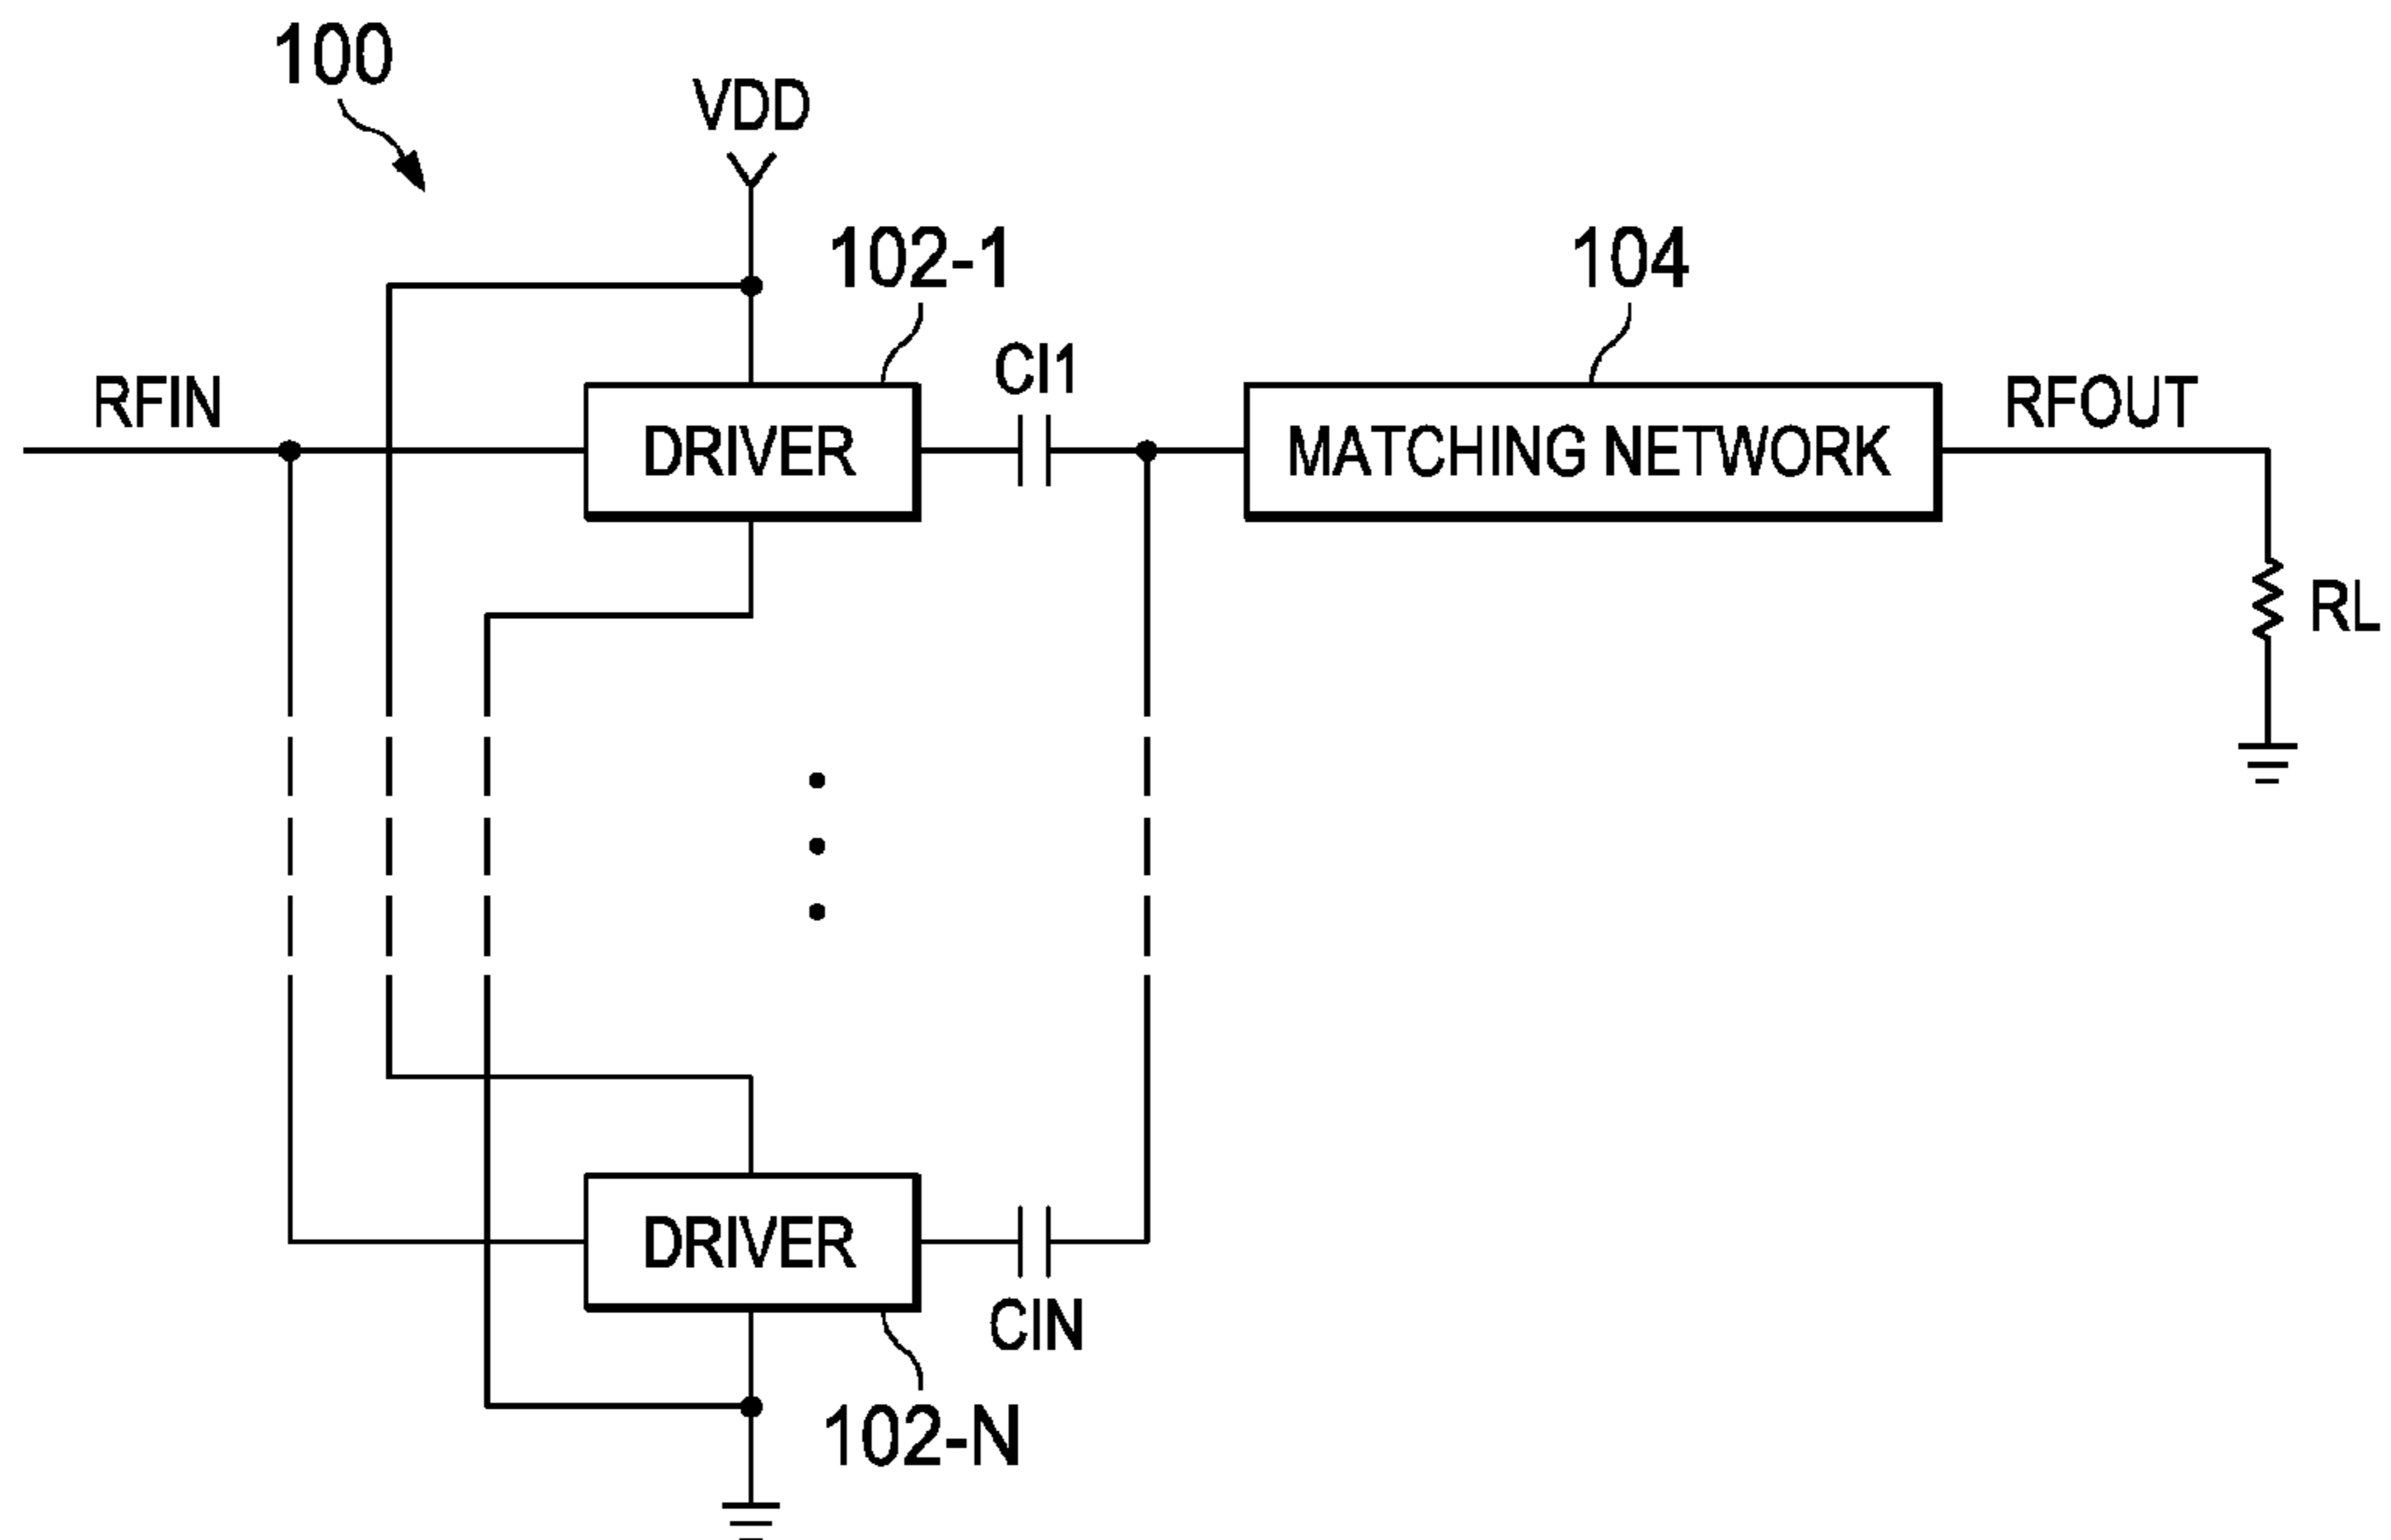 100
VDD
102-1
104
CI1
RFIN
DRIVER
MATCHING NETWORK
RFOUT
RL
DRIVER
CIN
102-N